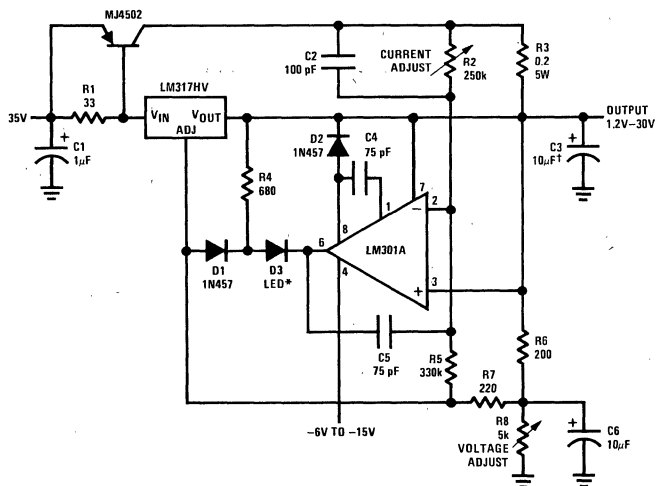 MJ4502
R1
33
LM317HV
VIN
VOUT
ADJ
35V
+
C1
1μF
C2
100 pF
CURRENT
ADJUST
R2
250k
R3
0.2
5W
OUTPUT
1.2V–30V
+
C3
10μF†
R4
680
D2
1N457
C4
75 pF
8
1
7
−
2
6
LM301A
4
+
3
D1
1N457
D3
LED*
C5
75 pF
R5
330k
R6
200
R7
220
R8
5k
VOLTAGE
ADJUST
+
C6
10μF
−6V TO −15V